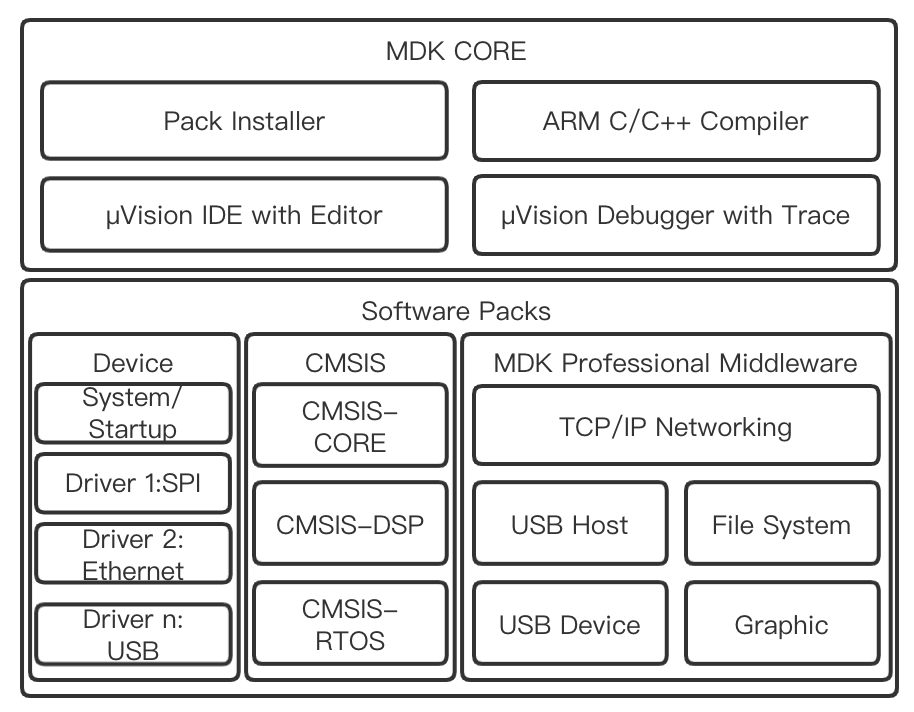 MDK CORE
Pack Installer
ARM C/C++ Compiler
μVision IDE with Editor
μVision Debugger with Trace
Software Packs
Device
System/
Startup
Driver 1:SPI
Driver 2:
Ethernet
Driver n:
USB
CMSIS
CMSIS-
CORE
CMSIS-DSP
CMSIS-
RTOS
MDK Professional Middleware
TCP/IP Networking
USB Host
File System
USB Device
Graphic